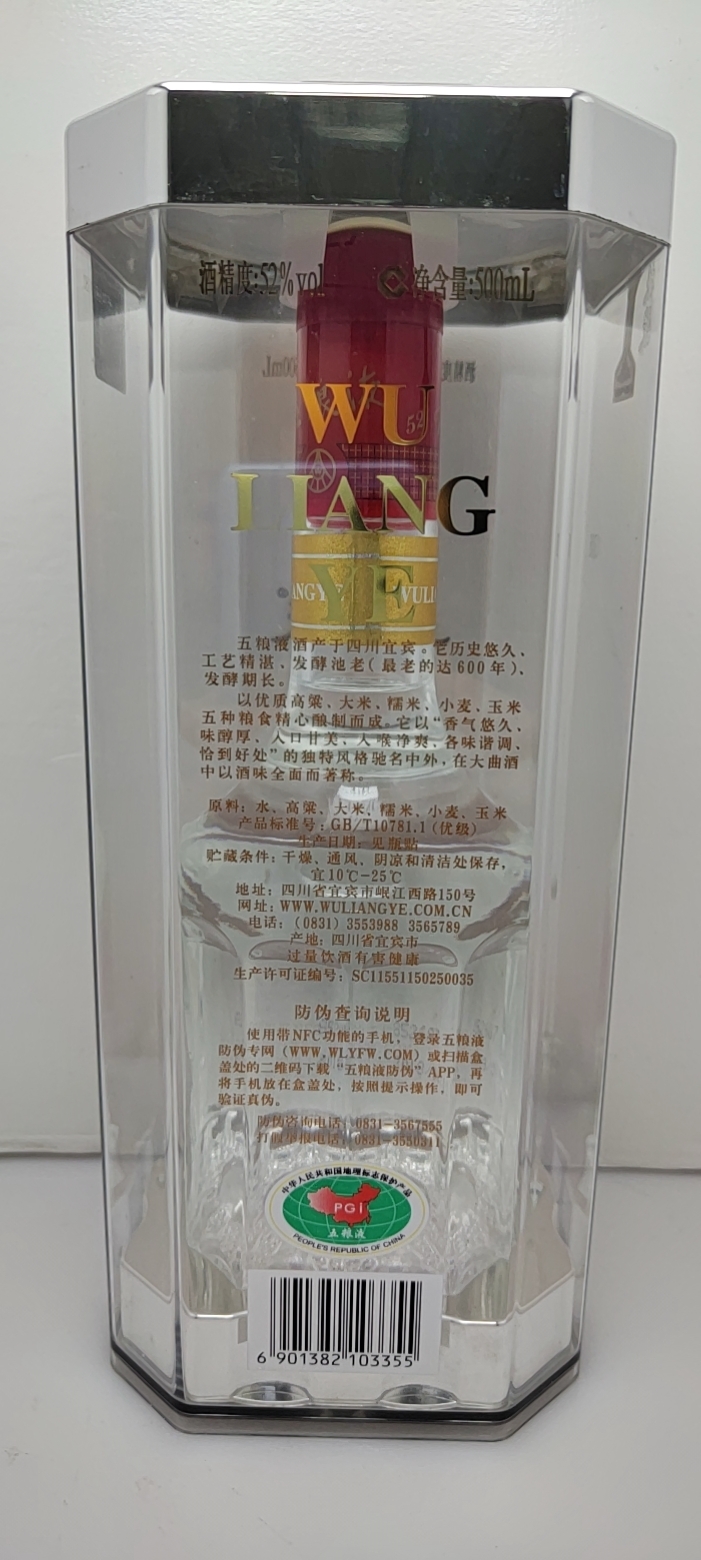 酒精度:52%vol 净含量:500mL
WU
LIANG
YE
五粮液酒产于四川宜宾。它历史悠久、
工艺精湛、发酵池老(最老的达600年)、
发酵期长。
以优质高粱、大米、糯米、小麦、玉米
五种粮食精心酿制而成。它以“香气悠久、
味醇厚、入口甘美、入喉净爽、各味谐调、
恰到好处”的独特风格驰名中外,在大曲酒
中以酒味全面而著称。
原料:水、高粱、大米、糯米、小麦、玉米
产品标准号:GB/T10781.1(优级)
生产日期:见瓶贴
贮藏条件:干燥、通风、阴凉和清洁处保存,
宜10℃-25℃
地址:四川省宜宾市岷江西路150号
网址:WWW.WULIANGYE.COM.CN
电话:(0831)3553988 3565789
产地:四川省宜宾市
过量饮酒有害健康
生产许可证编号:SC11551150250035
防伪查询说明
使用带NFC功能的手机,登录五粮液
防伪专网(WWW.WLYFW.COM)或扫描盒
盖处的二维码下载“五粮液防伪”APP,再
将手机放在盒盖处,按照提示操作,即可
验证真伪。
防伪咨询电话:0831-3567555
打假举报电话:0831-3550311
中华人民共和国地理标志保护产品
PGI
五粮液
PEOPLE'S REPUBLIC OF CHINA
6 901382 103355